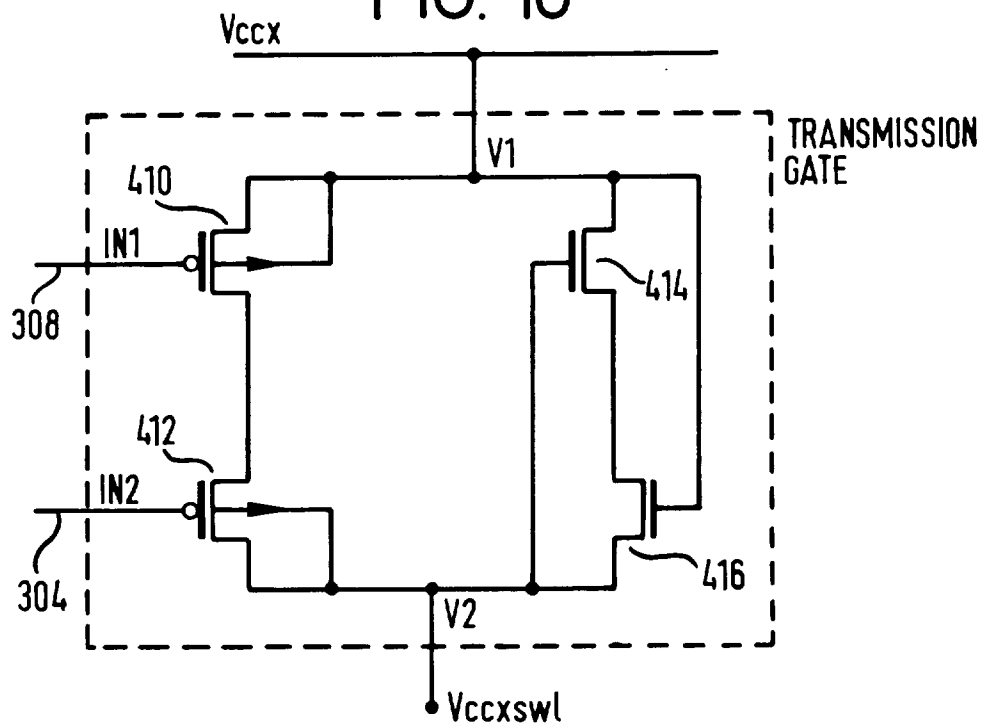 Vccx
TRANSMISSION
GATE
V1
410
IN1
308
414
412
IN2
304
416
V2
Vccxswl